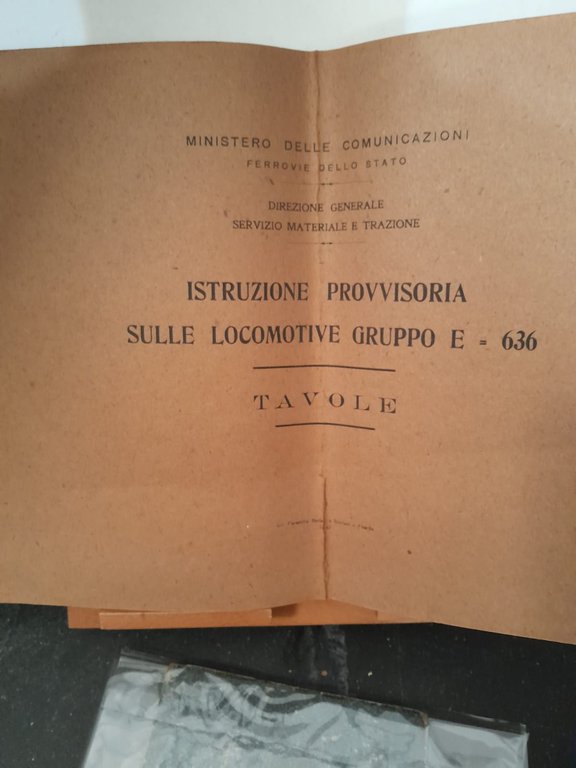 MINISTERO DELLE COMUNICAZIONI
FERROVIE DELLO STATO
DIREZIONE GENERALE
SERVIZIO MATERIALE E TRAZIONE
ISTRUZIONE PROVVISORIA
SULLE LOCOMOTIVE GRUPPO E = 636
TAVOLE